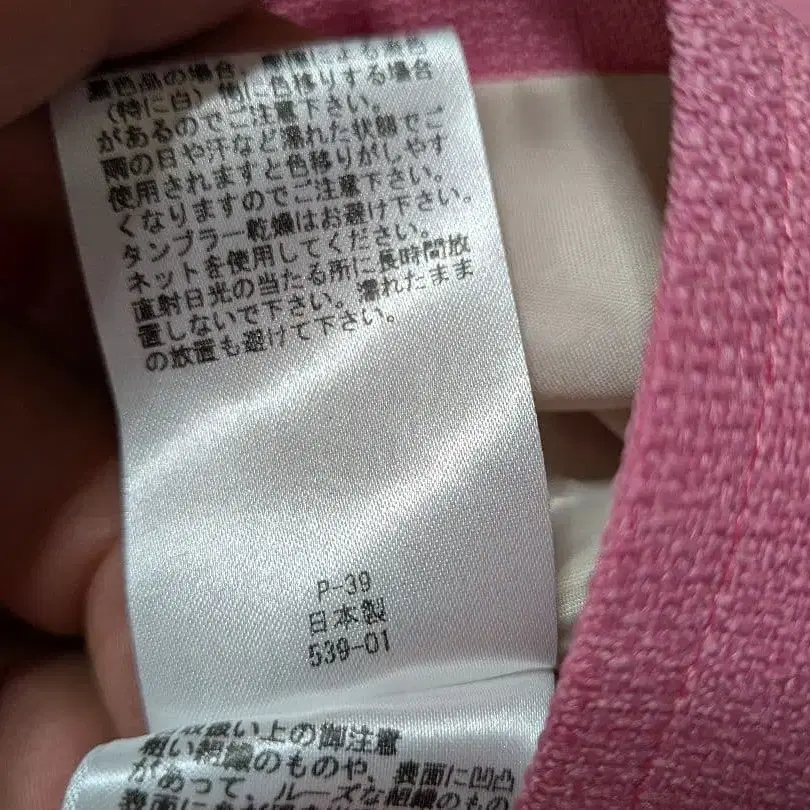 濃色品の場合、摩擦による
(特に白)物に色移りする場合
があるのでご注意下さい。
雨の日や汗など濡れた状態でご
使用されますと色移りがしやす
くなりますのでご注意下さい。
タンブラー乾燥はお避け下さい。
ネットを使用してください。
直射日光の当たる所に長時間放
置しないで下さい。濡れたまま
の放置も避けて下さい。
P-39
日本製
539-01
取扱い上の御注意
粗い組織のものや、表面に凹凸
があって、ルーズな組織のもの